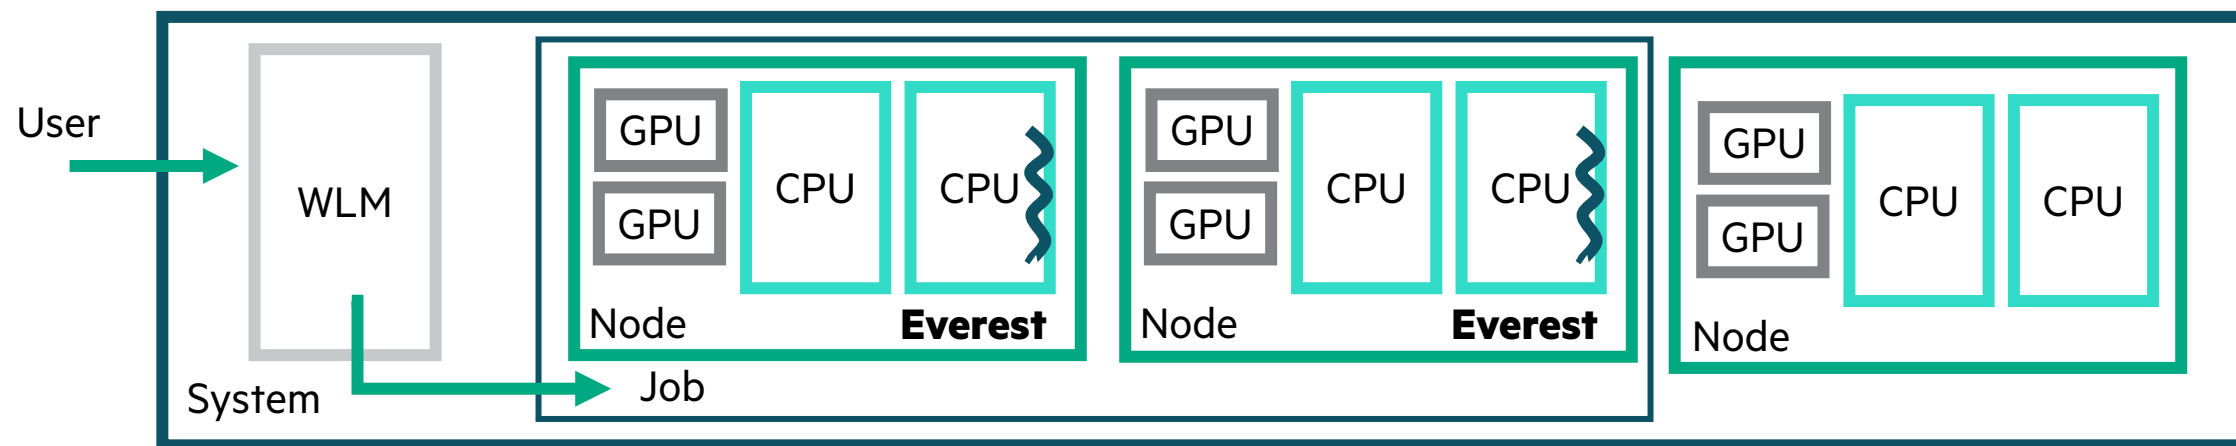 User
WLM
System
Job
GPU
GPU
CPU
CPU
Node
Everest
GPU
GPU
CPU
CPU
Node
Everest
GPU
GPU
CPU
CPU
Node